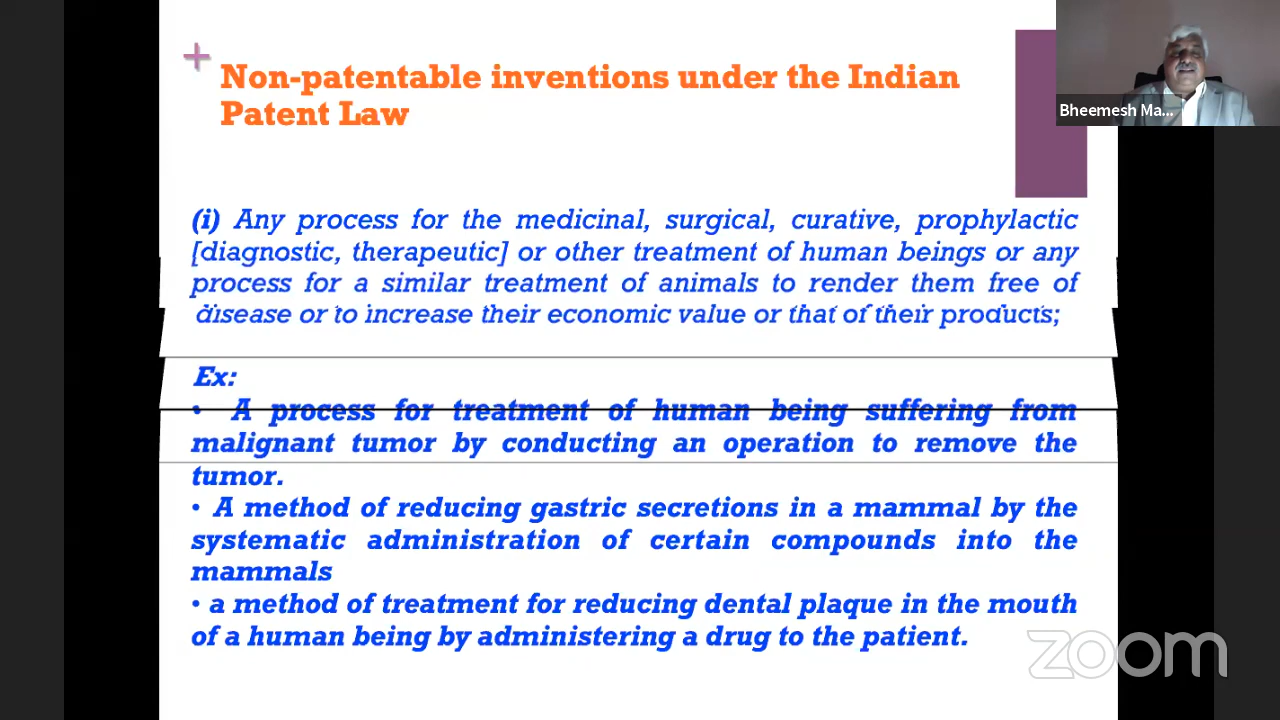 +
Non-patentable inventions under the Indian
Patent Law
Bheemesh Ma...
(i) Any process for the medicinal, surgical, curative, prophylactic
[diagnostic, therapeutic] or other treatment of human beings or any
process for a similar treatment of animals to render them free of
disease or to increase their economic value or that of their products;
Ex:
• A process for treatment of human being suffering from
malignant tumor by conducting an operation to remove the
tumor.
• A method of reducing gastric secretions in a mammal by the
systematic administration of certain compounds into the
mammals
• a method of treatment for reducing dental plaque in the mouth
of a human being by administering a drug to the patient.
zoom